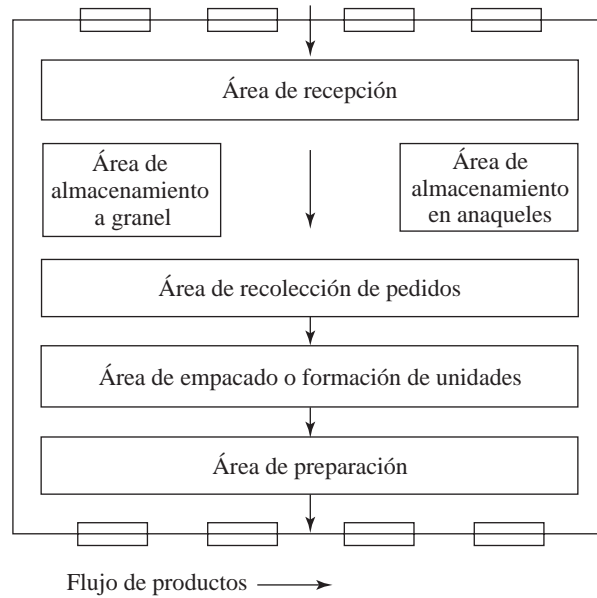 Área de recepción
Área de
almacenamiento
a granel
Área de
almacenamiento
en anaqueles
Área de recolección de pedidos
Área de empacado o formación de unidades
Área de preparación
Flujo de productos